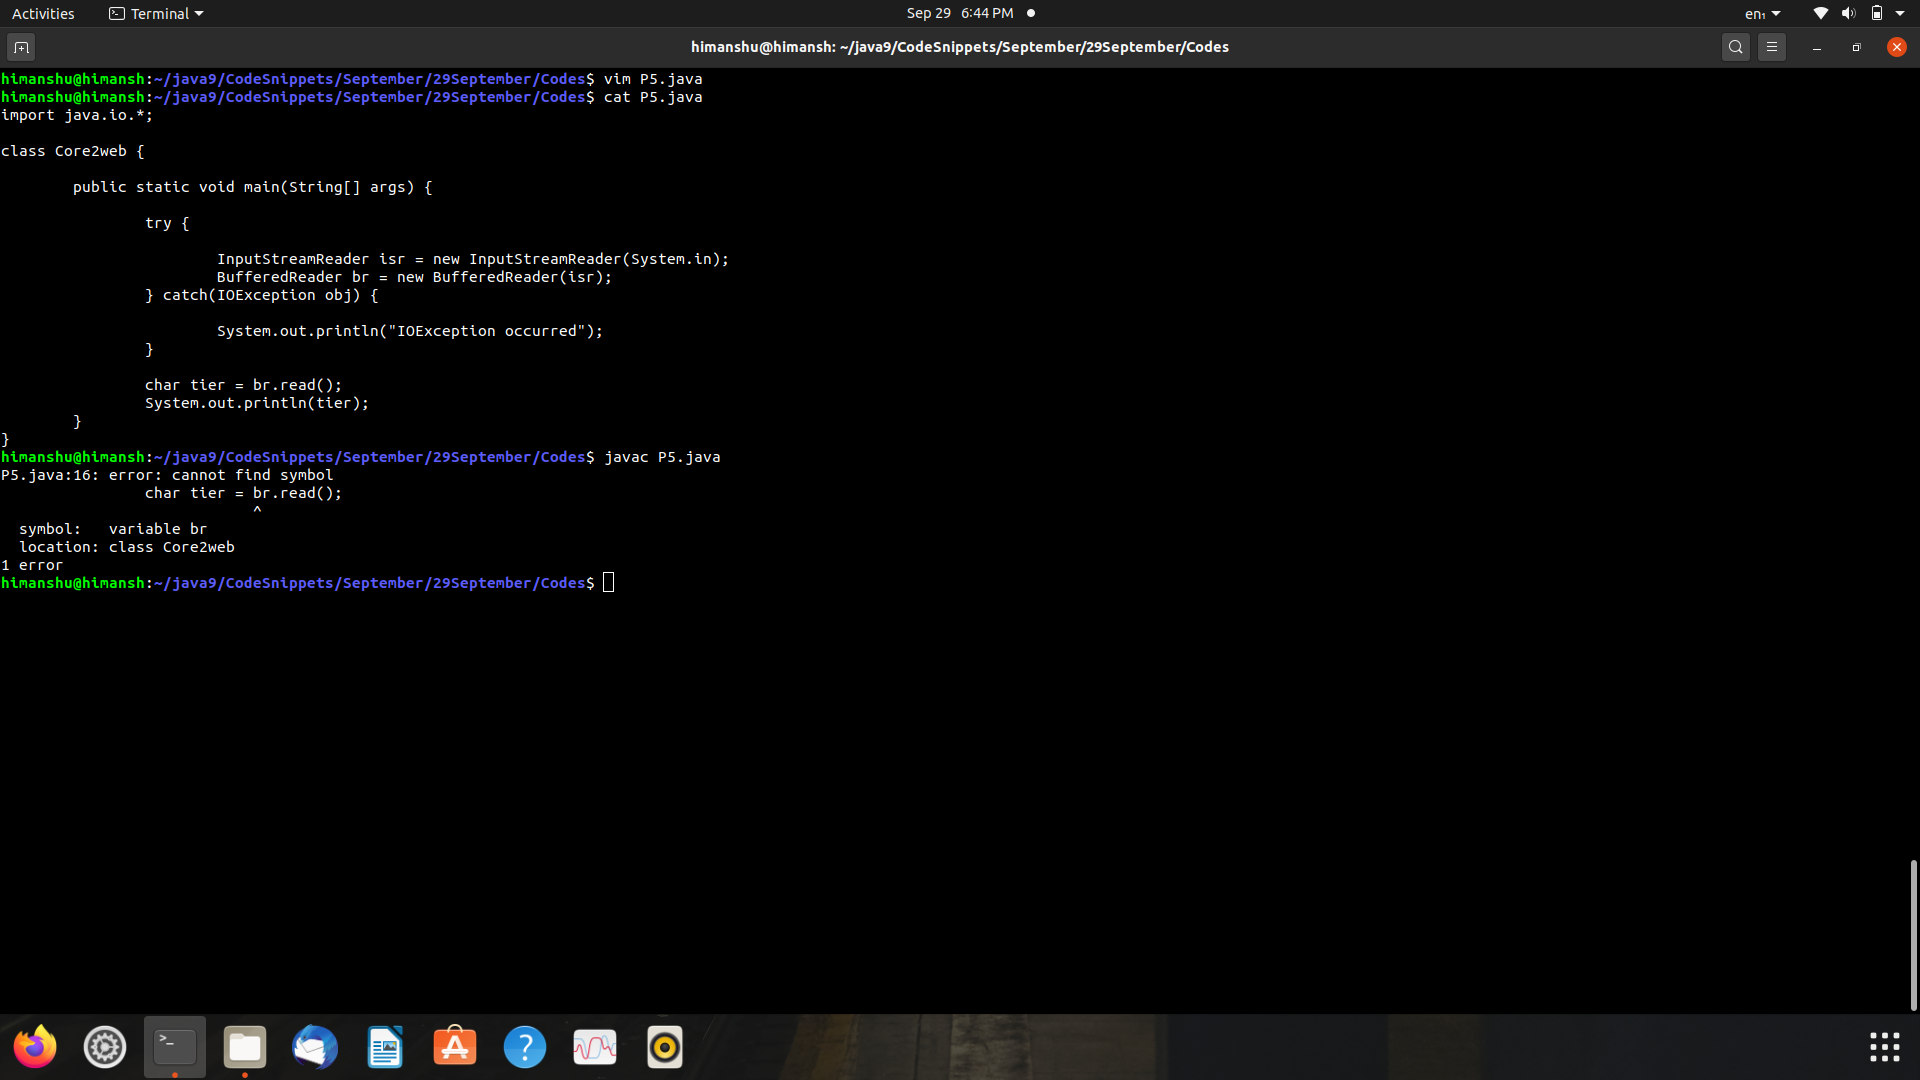 Activities Terminal Sep 29 6:44 PM en₁
himanshu@himansh: ~/java9/CodeSnippets/September/29September/Codes
himanshu@himansh:~/java9/CodeSnippets/September/29September/Codes$ vim P5.java
himanshu@himansh:~/java9/CodeSnippets/September/29September/Codes$ cat P5.java
import java.io.*;
class Core2web {
public static void main(String[] args) {
try {
InputStreamReader isr = new InputStreamReader(System.in);
BufferedReader br = new BufferedReader(isr);
} catch(IOException obj) {
System.out.println("IOException occurred");
}
char tier = br.read();
System.out.println(tier);
}
}
himanshu@himansh:~/java9/CodeSnippets/September/29September/Codes$ javac P5.java
P5.java:16: error: cannot find symbol
char tier = br.read();
^
symbol:   variable br
location: class Core2web
1 error
himanshu@himansh:~/java9/CodeSnippets/September/29September/Codes$